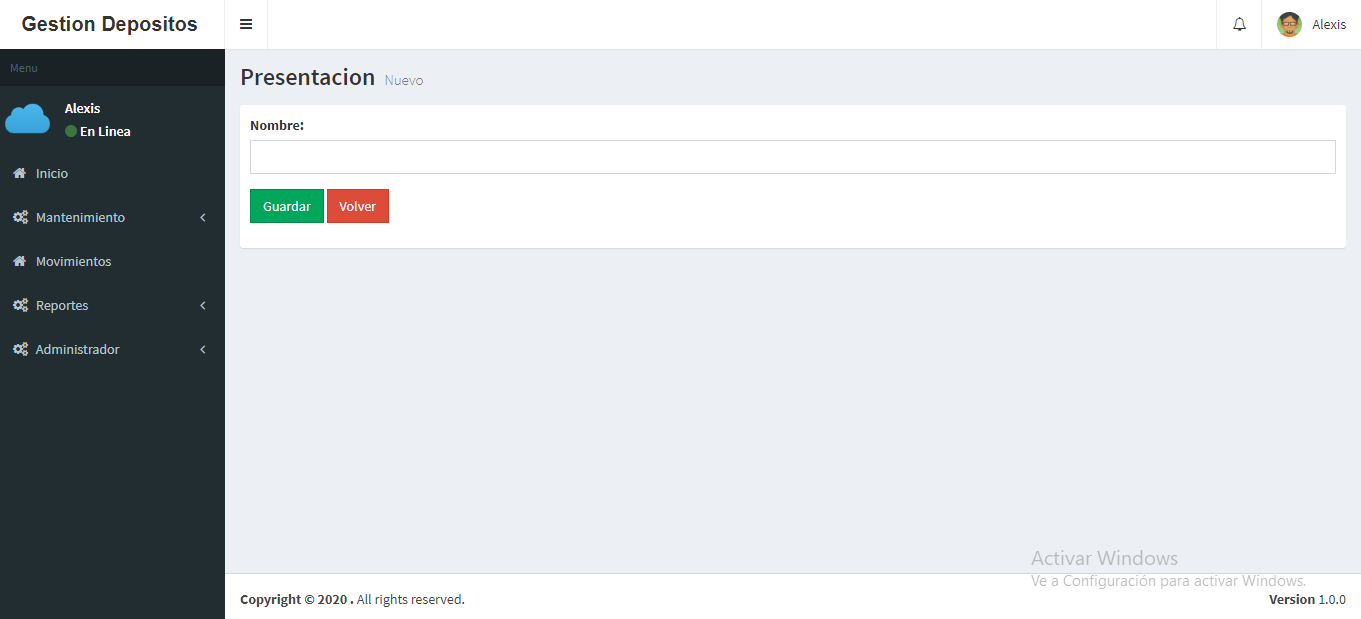 Gestion Depositos
Alexis
Menu
Alexis
En Linea
Inicio
Mantenimiento
Movimientos
Reportes
Administrador
Presentacion Nuevo
Nombre:
Guardar Volver
Activar Windows
Ve a Configuración para activar Windows.
Copyright © 2020 . All rights reserved.
Version 1.0.0